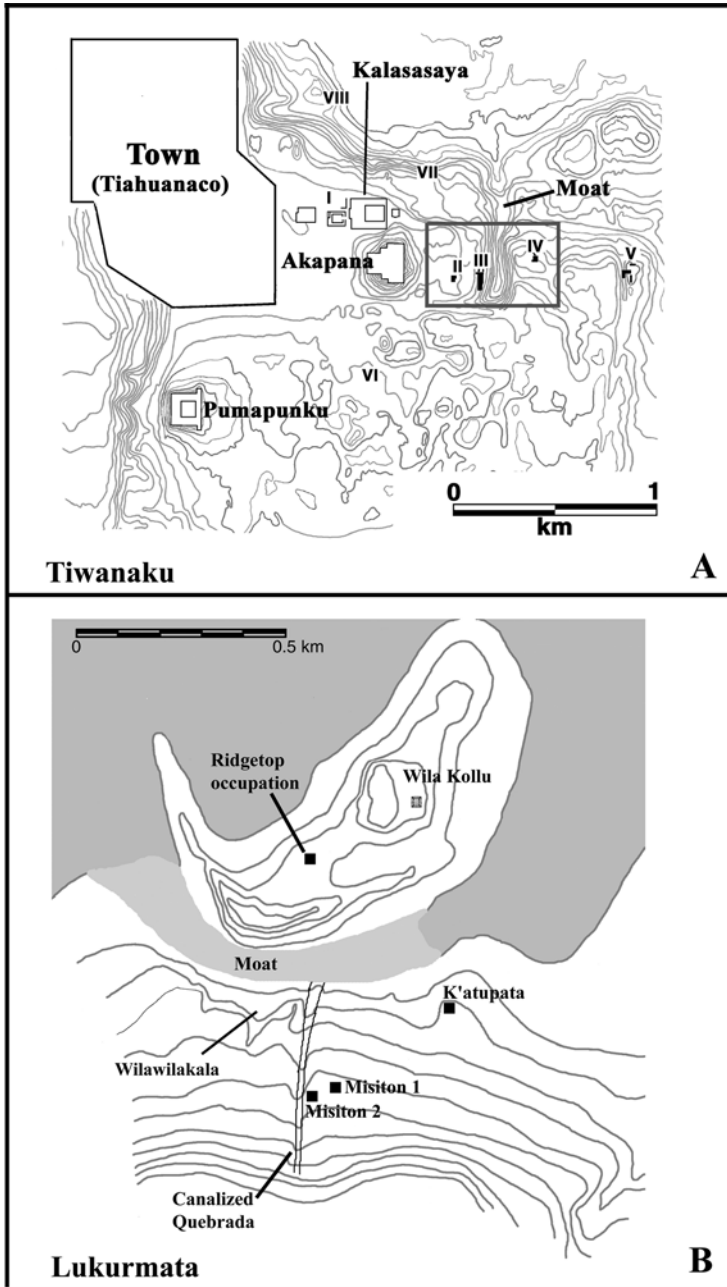 Kalasasaya
VIII
Town
(Tiahuanaco)
VII
Moat
I
Akapana
II
III
IV
V
VI
Pumapunku
0
1
km
Tiwanaku
A
0
0.5 km
Ridgetop
occupation
Wila Kollu
Moat
K'atupata
Wilawilakala
Misiton 1
Misiton 2
Canalized
Quebrada
Lukurmata
B